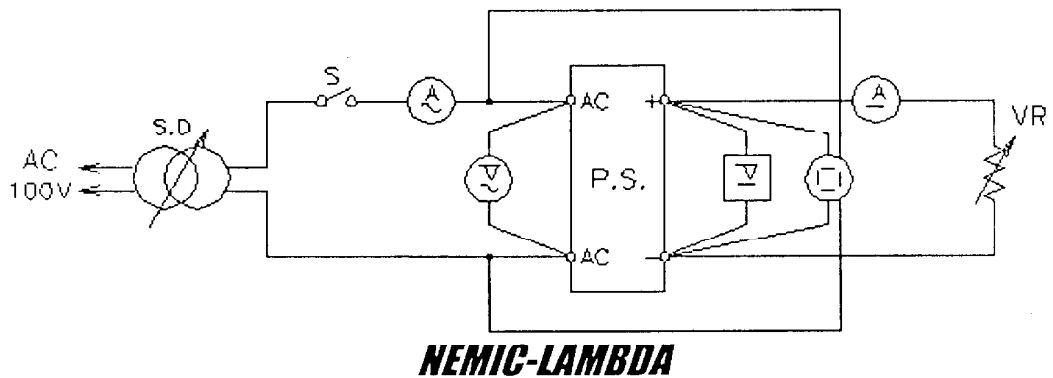 S
A
S.D
AC
100V
AC
V
AC
P.S.
+
−
V
A
VR
NEMIC-LAMBDA